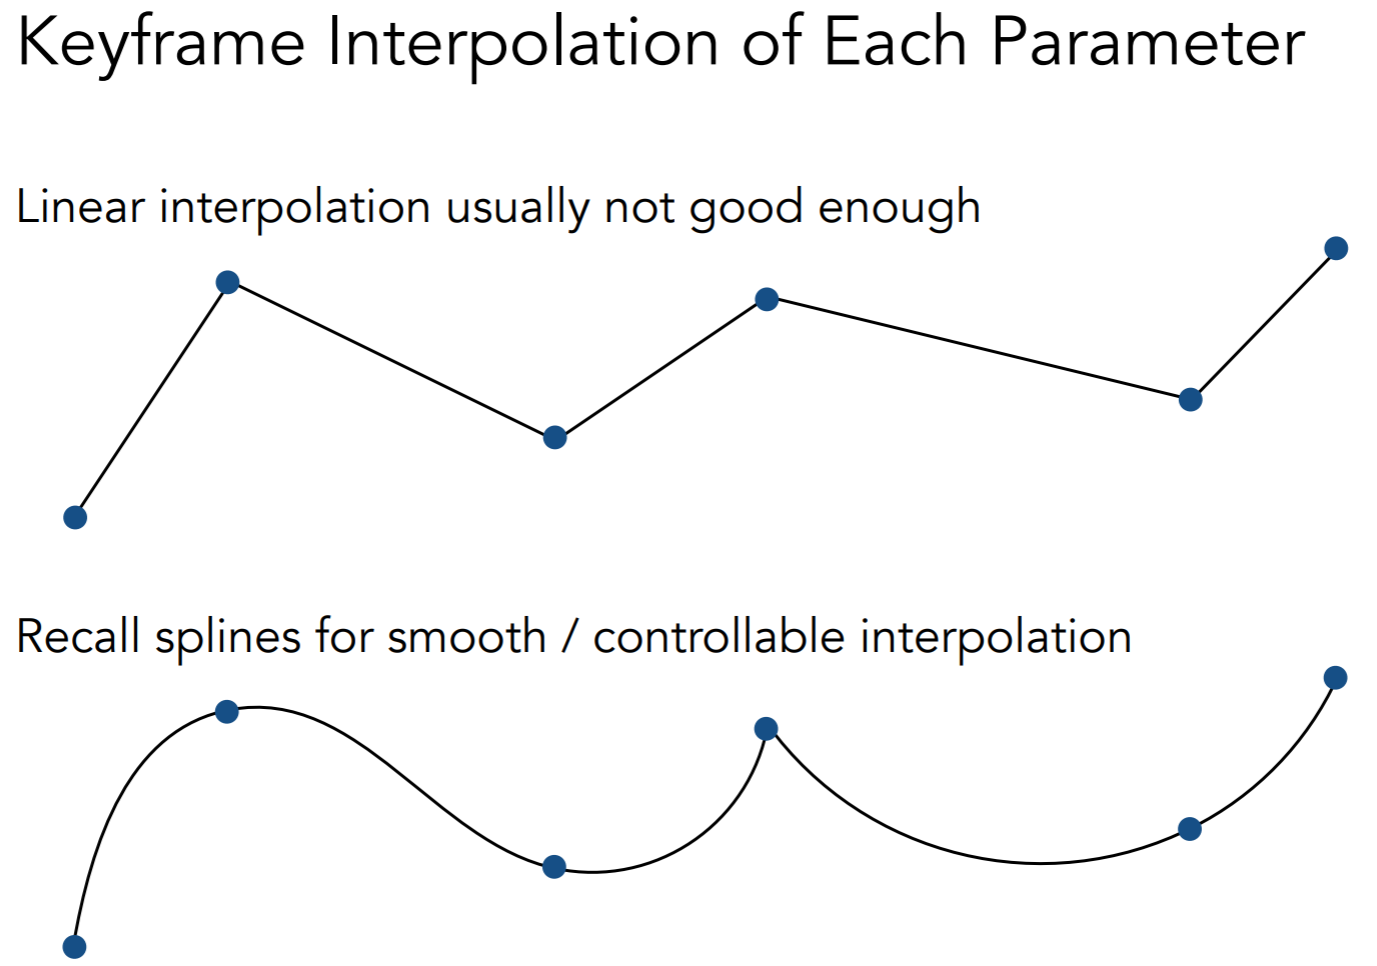 Keyframe Interpolation of Each Parameter
Linear interpolation usually not good enough
Recall splines for smooth / controllable interpolation